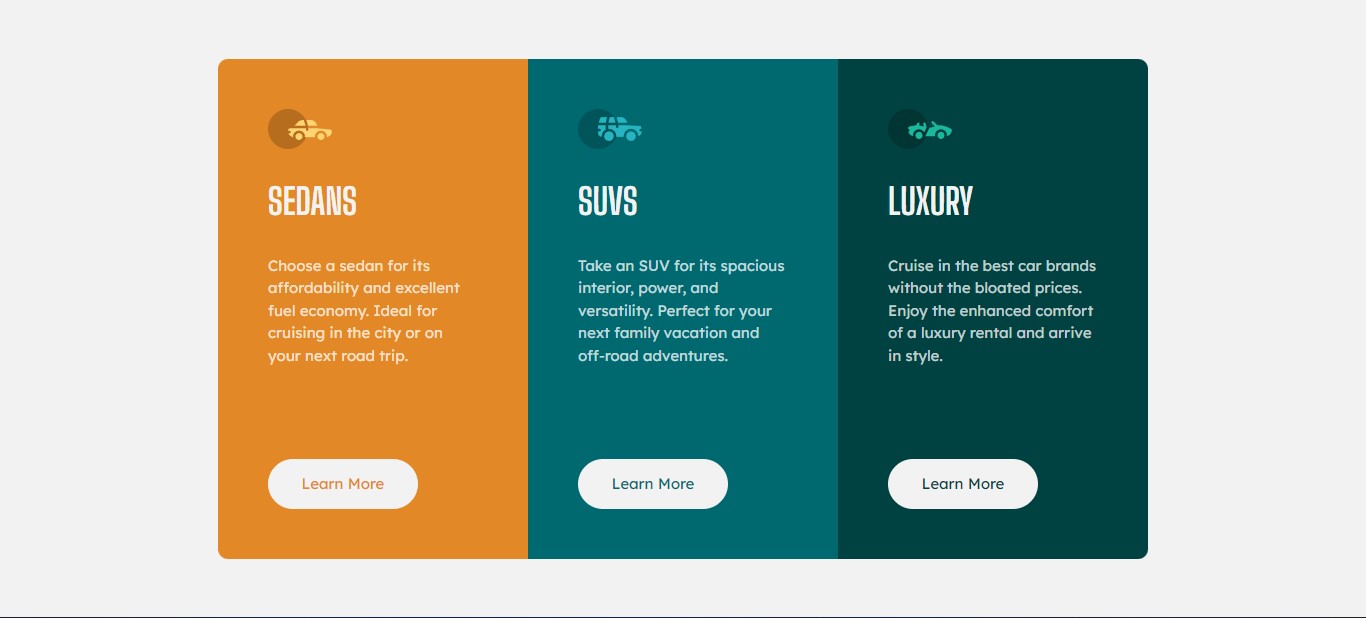 SEDANS
Choose a sedan for its
affordability and excellent
fuel economy. Ideal for
cruising in the city or on
your next road trip.
Learn More
SUVS
Take an SUV for its spacious
interior, power, and
versatility. Perfect for your
next family vacation and
off-road adventures.
Learn More
LUXURY
Cruise in the best car brands
without the bloated prices.
Enjoy the enhanced comfort
of a luxury rental and arrive
in style.
Learn More